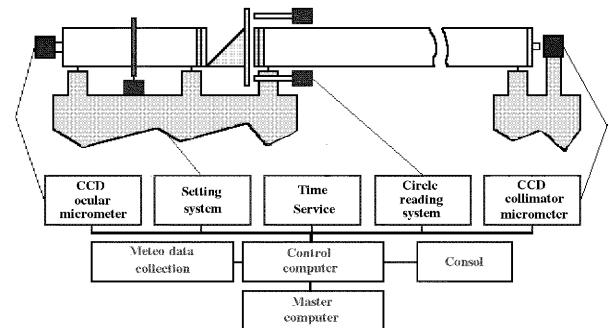 CCD
ocular
micrometer
Setting
system
Time
Service
Circle
reading
system
CCD
collimator
micrometer
Meteo data
collection
Control
computer
Consol
Master
computer